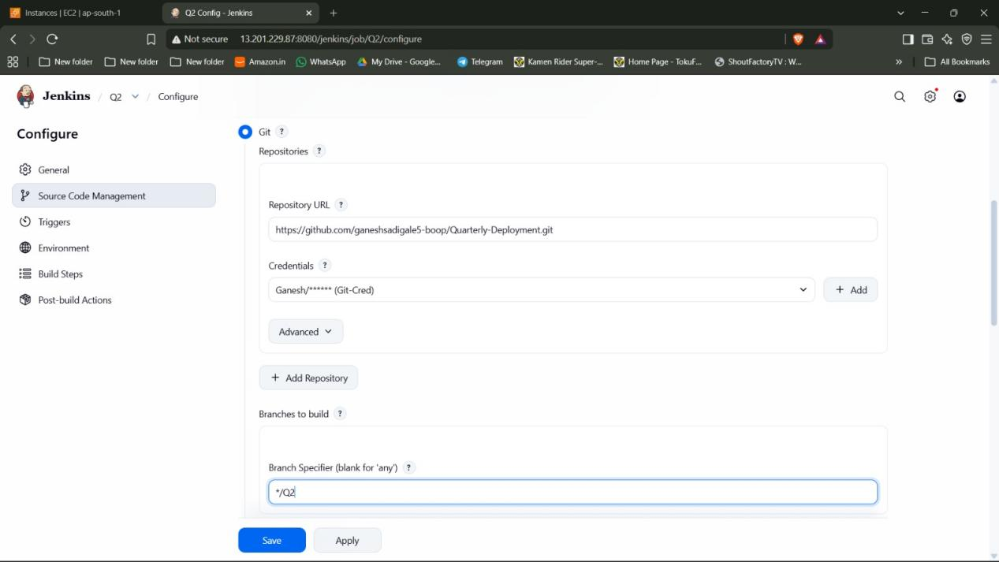 Instances | EC2 | ap-south-1
Q2 Config - Jenkins
Not secure 13.201.229.87:8080/jenkins/job/Q2/configure
New folder New folder New folder Amazon.in WhatsApp My Drive - Google... Telegram Kamen Rider Super-... Home Page - TokuF... ShoutFactoryTV : W... » All Bookmarks
Jenkins / Q2 / Configure
Configure
General
Source Code Management
Triggers
Environment
Build Steps
Post-build Actions
Git ?
Repositories ?
Repository URL ?
https://github.com/ganeshsadigale5-boop/Quarterly-Deployment.git
Credentials ?
Ganesh/****** (Git-Cred)
+ Add
Advanced
+ Add Repository
Branches to build ?
Branch Specifier (blank for 'any') ?
*/Q2
Save Apply